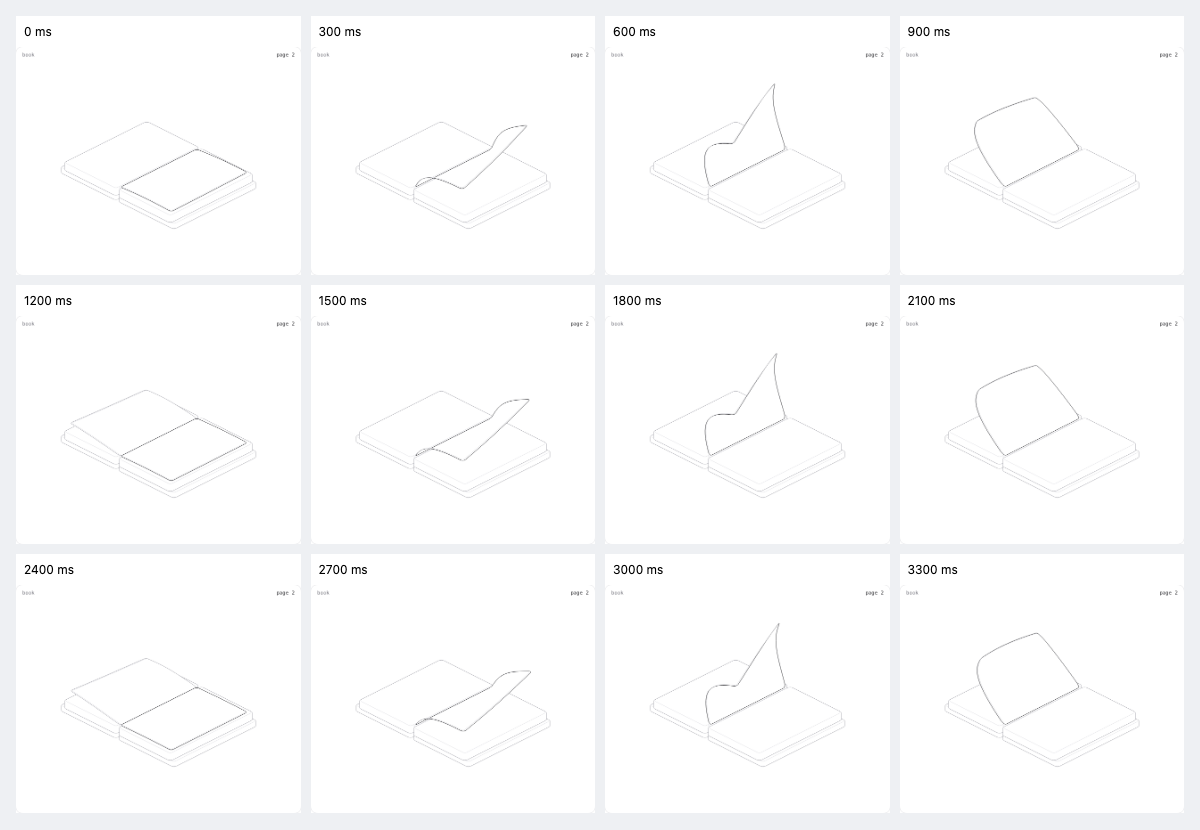 0 ms
300 ms
600 ms
900 ms
book
page 2
book
page 2
book
page 2
book
page 2
1200 ms
1500 ms
1800 ms
2100 ms
book
page 2
book
page 2
book
page 2
book
page 2
2400 ms
2700 ms
3000 ms
3300 ms
book
page 2
book
page 2
book
page 2
book
page 2